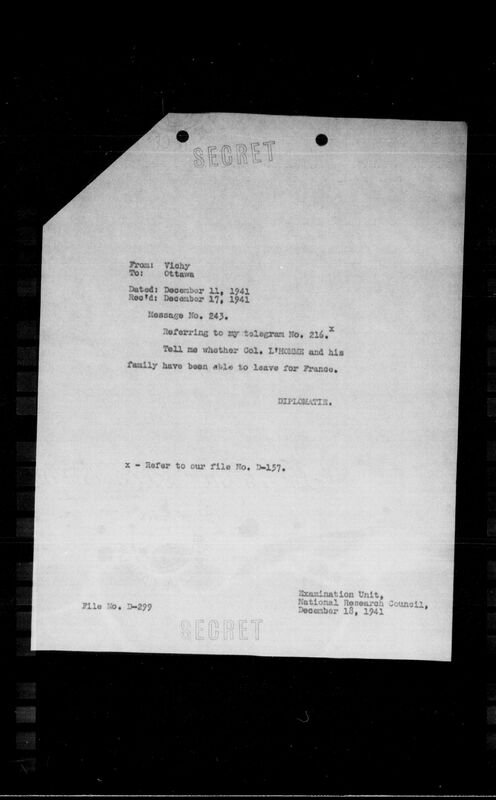 SECRET
From: Vichy
To: Ottawa
Dated: December 11, 1941
Rec'd: December 17, 1941
Message No. 243.
Referring to my telegram No. 216.x
Tell me whether Col. L'HOMME and his
family have been able to leave for France.
DIPLOMATIE.
x - Refer to our file No. D-157.
Examination Unit,
National Research Council,
December 18, 1941
File No. D-299
SECRET